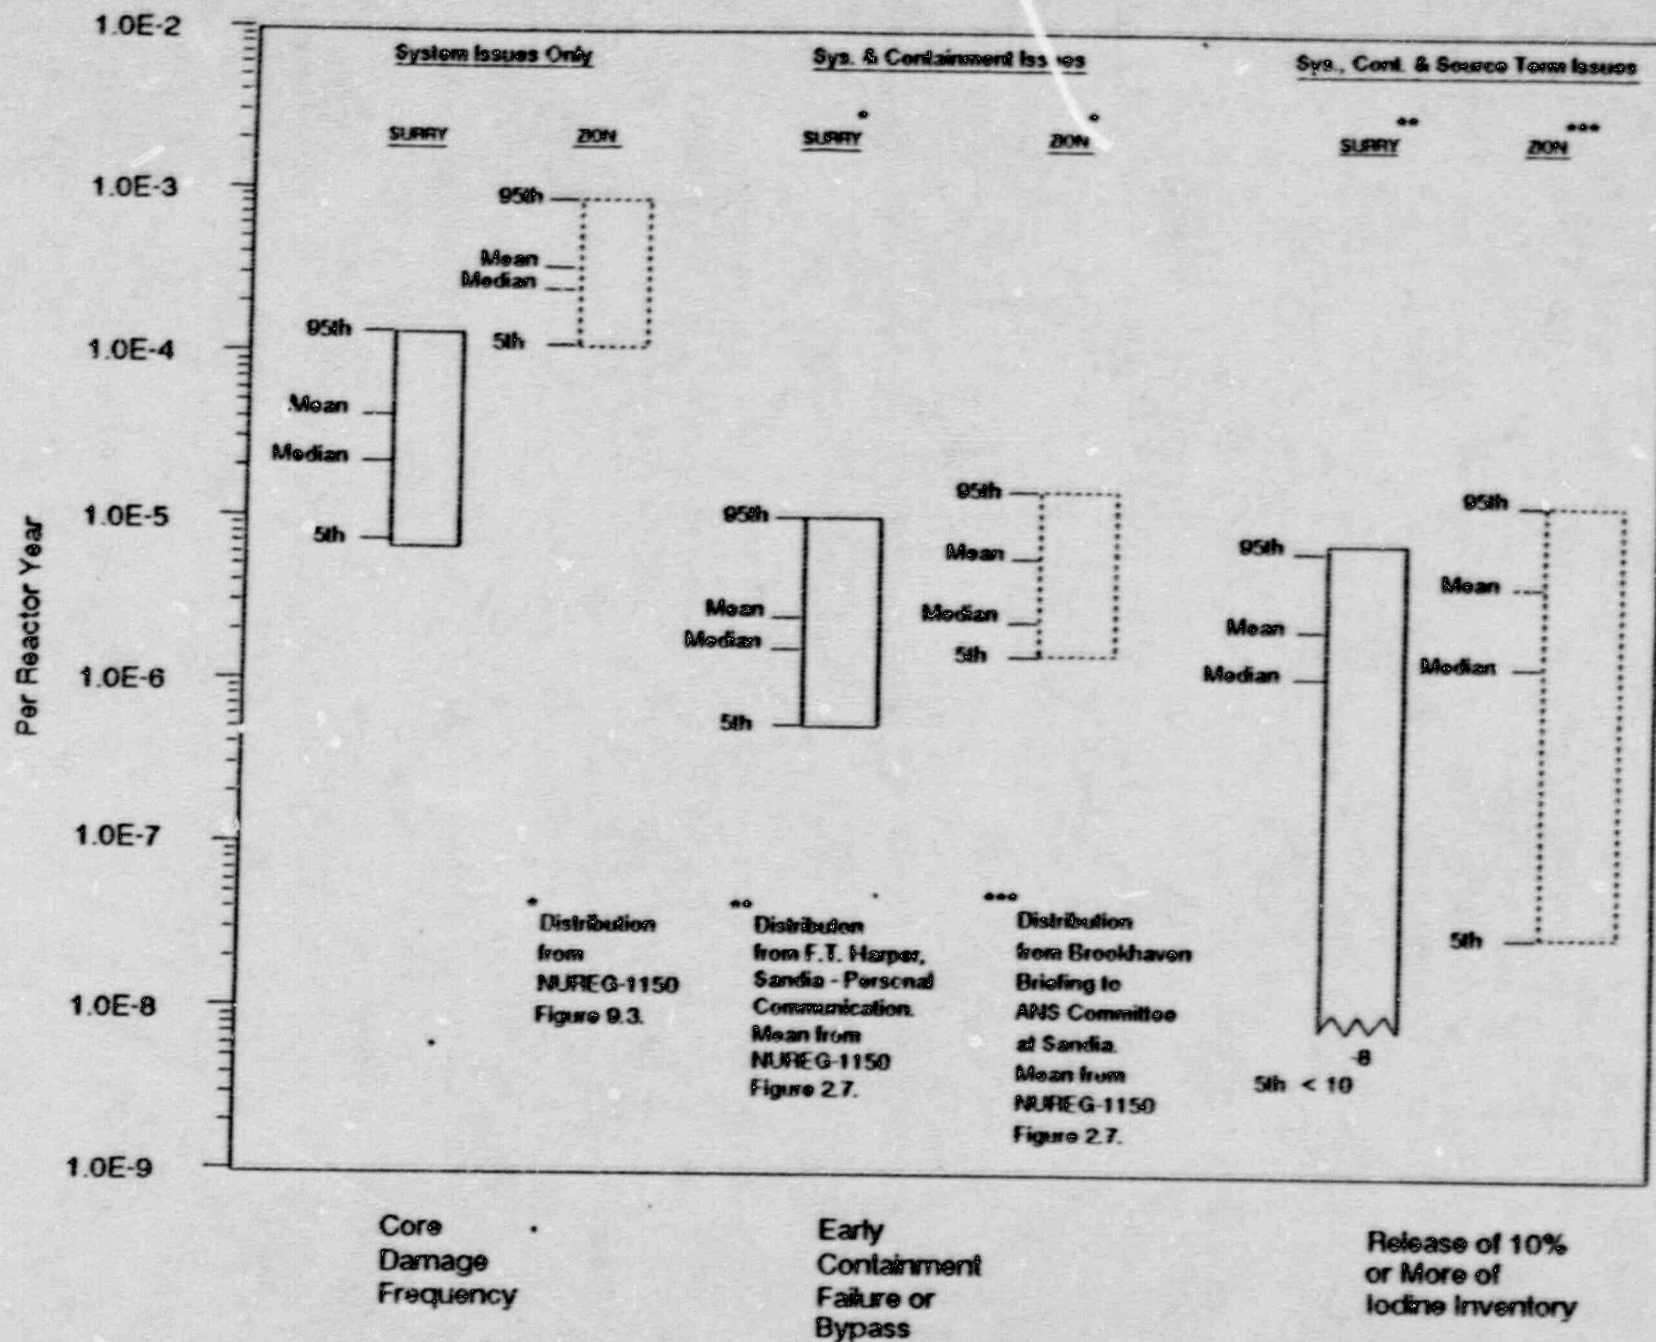 1.0E-2
1.0E-3
1.0E-4
1.0E-5
1.0E-6
1.0E-7
1.0E-8
1.0E-9
Per Reactor Year
System Issues Only
SURRY
ZION
95th
Mean
Median
5th
95th
Mean
Median
5th
Sys. & Containment Issues
SURRY*
ZION*
95th
Mean
Median
5th
95th
Mean
Median
5th
Sys., Cont. & Source Term Issues
SURRY**
ZION***
95th
Mean
Median
-8
5th < 10
95th
Mean
Median
5th
*
Distribution
from
NUREG-1150
Figure 9.3.
**
Distribution
from F.T. Harper,
Sandia - Personal
Communication.
Mean from
NUREG-1150
Figure 2.7.
***
Distribution
from Brookhaven
Briefing to
ANS Committee
at Sandia.
Mean from
NUREG-1150
Figure 2.7.
Core
Damage
Frequency
Early
Containment
Failure or
Bypass
Release of 10%
or More of
Iodine Inventory